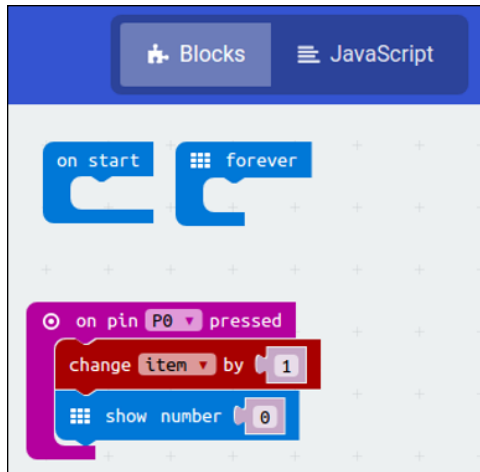 Blocks JavaScript
on start forever
on pin P0 pressed
change item by 1
show number 0